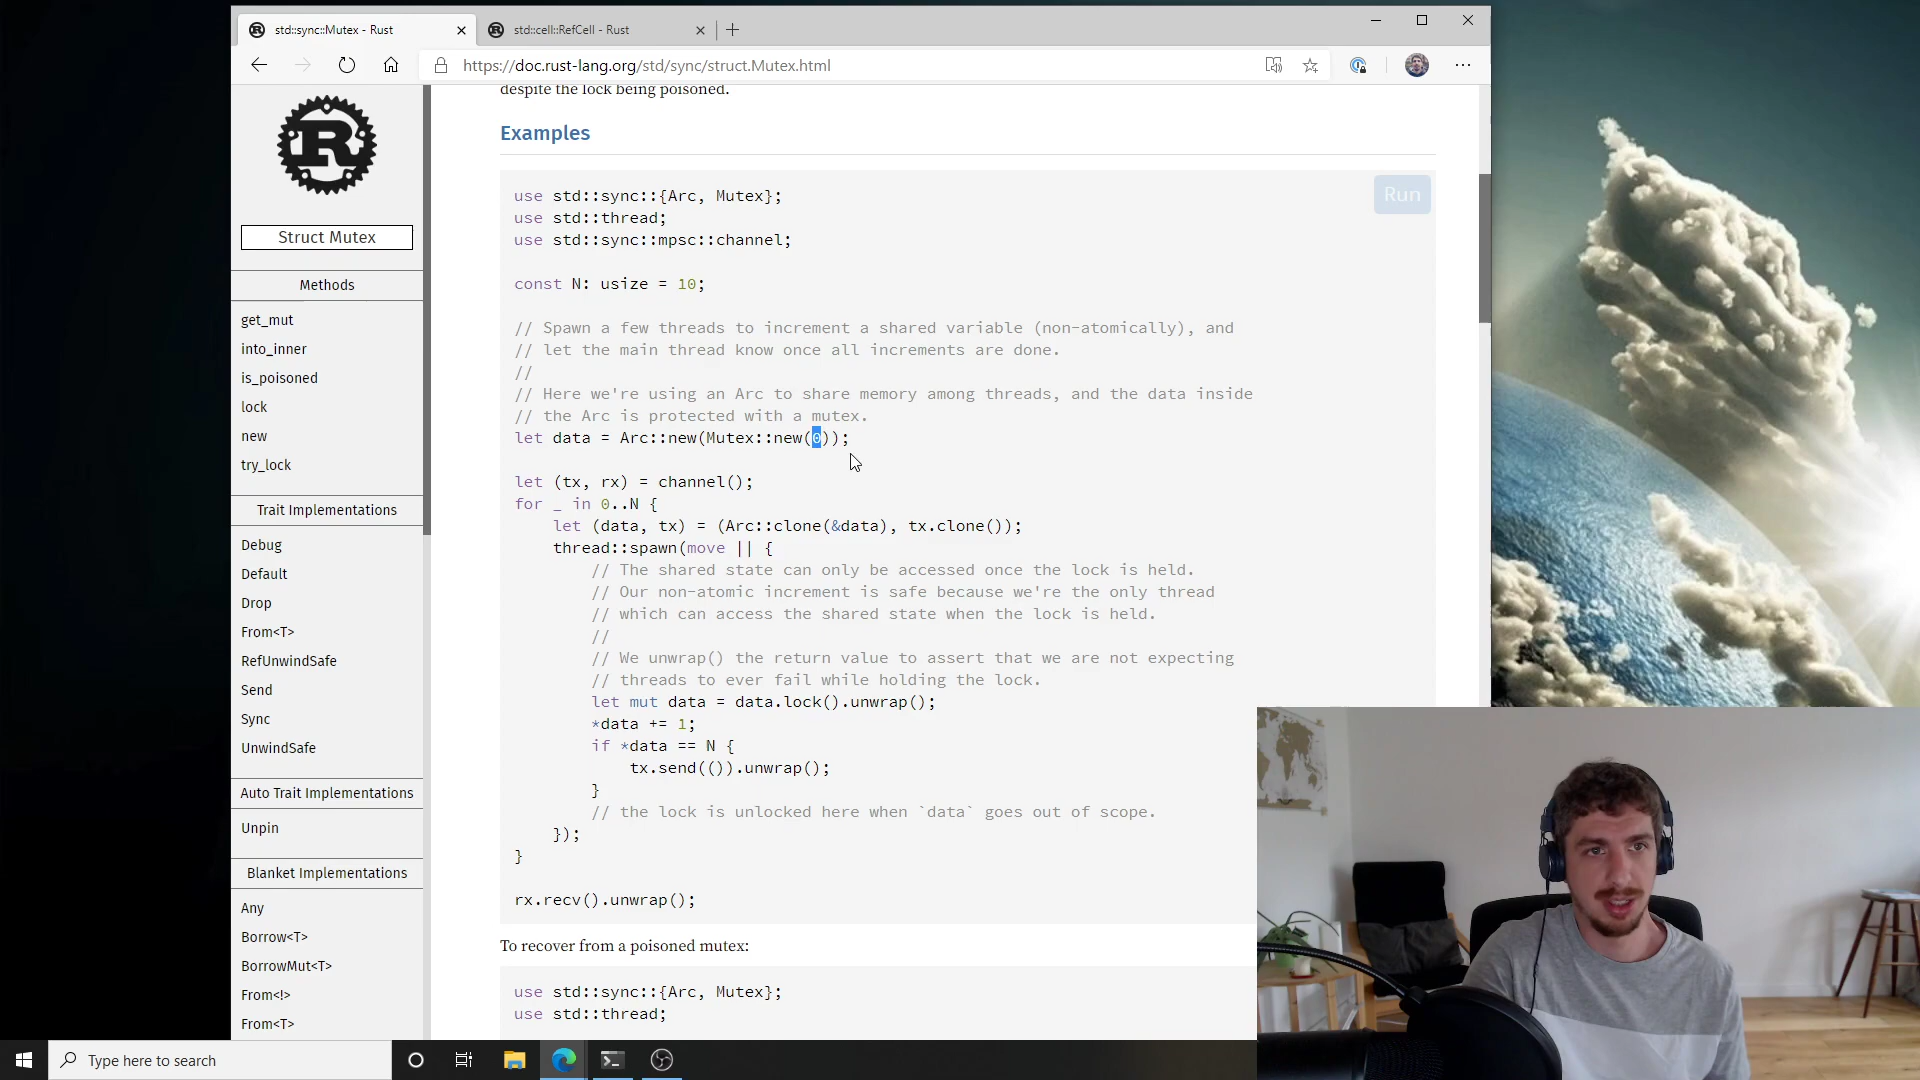 std::sync::Mutex - Rust
std::cell::RefCell - Rust
https://doc.rust-lang.org/std/sync/struct.Mutex.html
R
Struct Mutex
Methods
get_mut
into_inner
is_poisoned
lock
new
try_lock
Trait Implementations
Debug
Default
Drop
From<T>
RefUnwindSafe
Send
Sync
UnwindSafe
Auto Trait Implementations
Unpin
Blanket Implementations
Any
Borrow<T>
BorrowMut<T>
From<!>
From<T>
despite the lock being poisoned.
Examples
Run
use std::sync::{Arc, Mutex};
use std::thread;
use std::sync::mpsc::channel;
const N: usize = 10;
// Spawn a few threads to increment a shared variable (non-atomically), and
// let the main thread know once all increments are done.
//
// Here we're using an Arc to share memory among threads, and the data inside
// the Arc is protected with a mutex.
let data = Arc::new(Mutex::new(0));
let (tx, rx) = channel();
for _ in 0..N {
let (data, tx) = (Arc::clone(&data), tx.clone());
thread::spawn(move || {
// The shared state can only be accessed once the lock is held.
// Our non-atomic increment is safe because we're the only thread
// which can access the shared state when the lock is held.
//
// We unwrap() the return value to assert that we are not expecting
// threads to ever fail while holding the lock.
let mut data = data.lock().unwrap();
*data += 1;
if *data == N {
tx.send(()).unwrap();
}
// the lock is unlocked here when `data` goes out of scope.
});
}
rx.recv().unwrap();
To recover from a poisoned mutex:
use std::sync::{Arc, Mutex};
use std::thread;
Type here to search